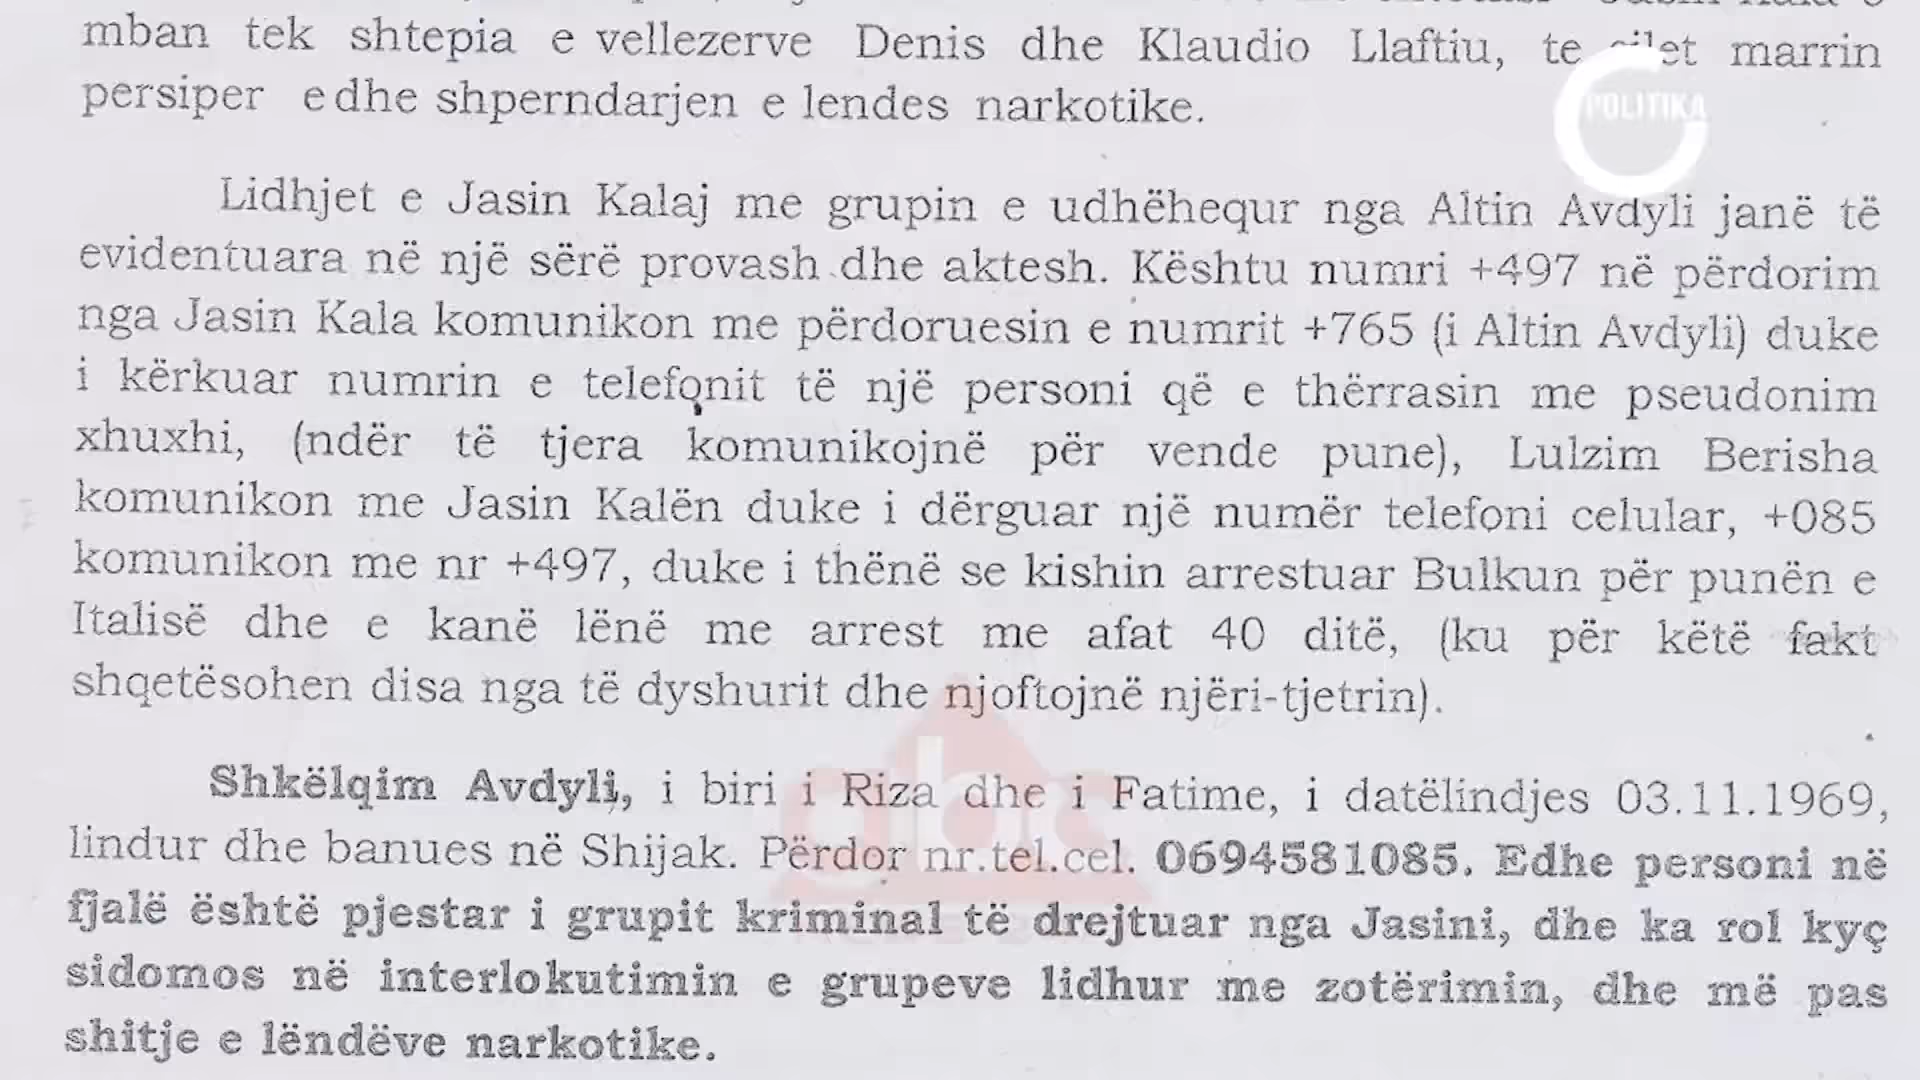 mban tek shtepia e vellezerve Denis dhe Klaudio Llaftiu, te cilet marrin
persiper edhe shperndarjen e lendes narkotike.
POLITIKA
Lidhjet e Jasin Kalaj me grupin e udhëhequr nga Altin Avdyli janë të
evidentuara në një sërë provash dhe aktesh. Kështu numri +497 në përdorim
nga Jasin Kala komunikon me përdoruesin e numrit +765 (i Altin Avdyli) duke
i kërkuar numrin e telefonit të një personi që e thërrasin me pseudonim
xhuxhi, (ndër të tjera komunikojnë për vende pune), Lulzim Berisha
komunikon me Jasin Kalën duke i dërguar një numër telefoni celular, +085
komunikon me nr +497, duke i thënë se kishin arrestuar Bulkun për punën e
Italisë dhe e kanë lënë me arrest me afat 40 ditë, (ku për këtë fakt
shqetësohen disa nga të dyshurit dhe njoftojnë njëri-tjetrin).
Shkëlqim Avdyli, i biri i Riza dhe i Fatime, i datëlindjes 03.11.1969,
lindur dhe banues në Shijak. Përdor nr.tel.cel. 0694581085. Edhe personi në
fjalë është pjestar i grupit kriminal të drejtuar nga Jasini, dhe ka rol kyç
sidomos në interlokutimin e grupeve lidhur me zotërimin, dhe më pas
shitje e lëndëve narkotike.
abc